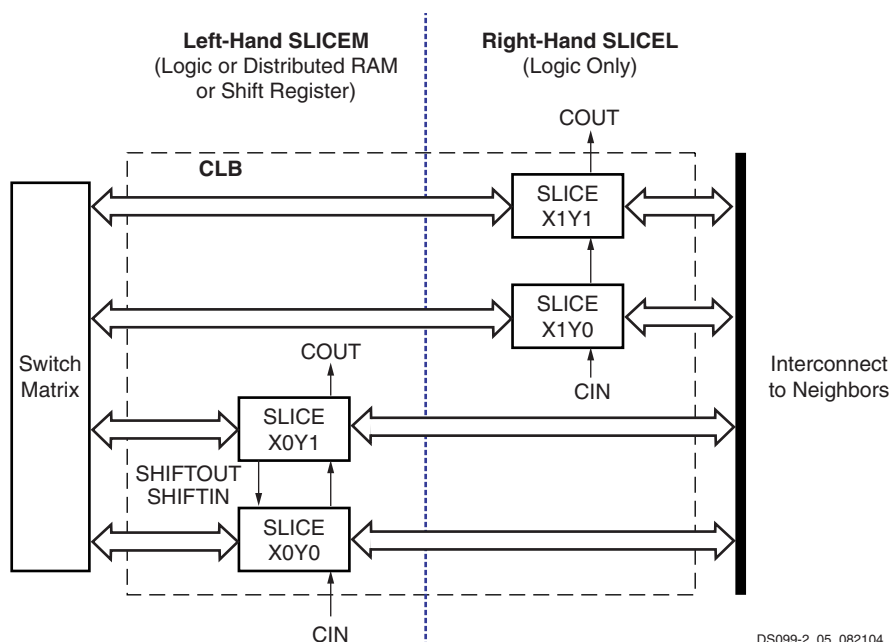 Left-Hand SLICEM
(Logic or Distributed RAM
or Shift Register)
Right-Hand SLICEL
(Logic Only)
COUT
CLB
SLICE
X1Y1
SLICE
X1Y0
COUT
CIN
Switch
Matrix
Interconnect
to Neighbors
SLICE
X0Y1
SHIFTOUT
SHIFTIN
SLICE
X0Y0
CIN
DS099-2_05_082104